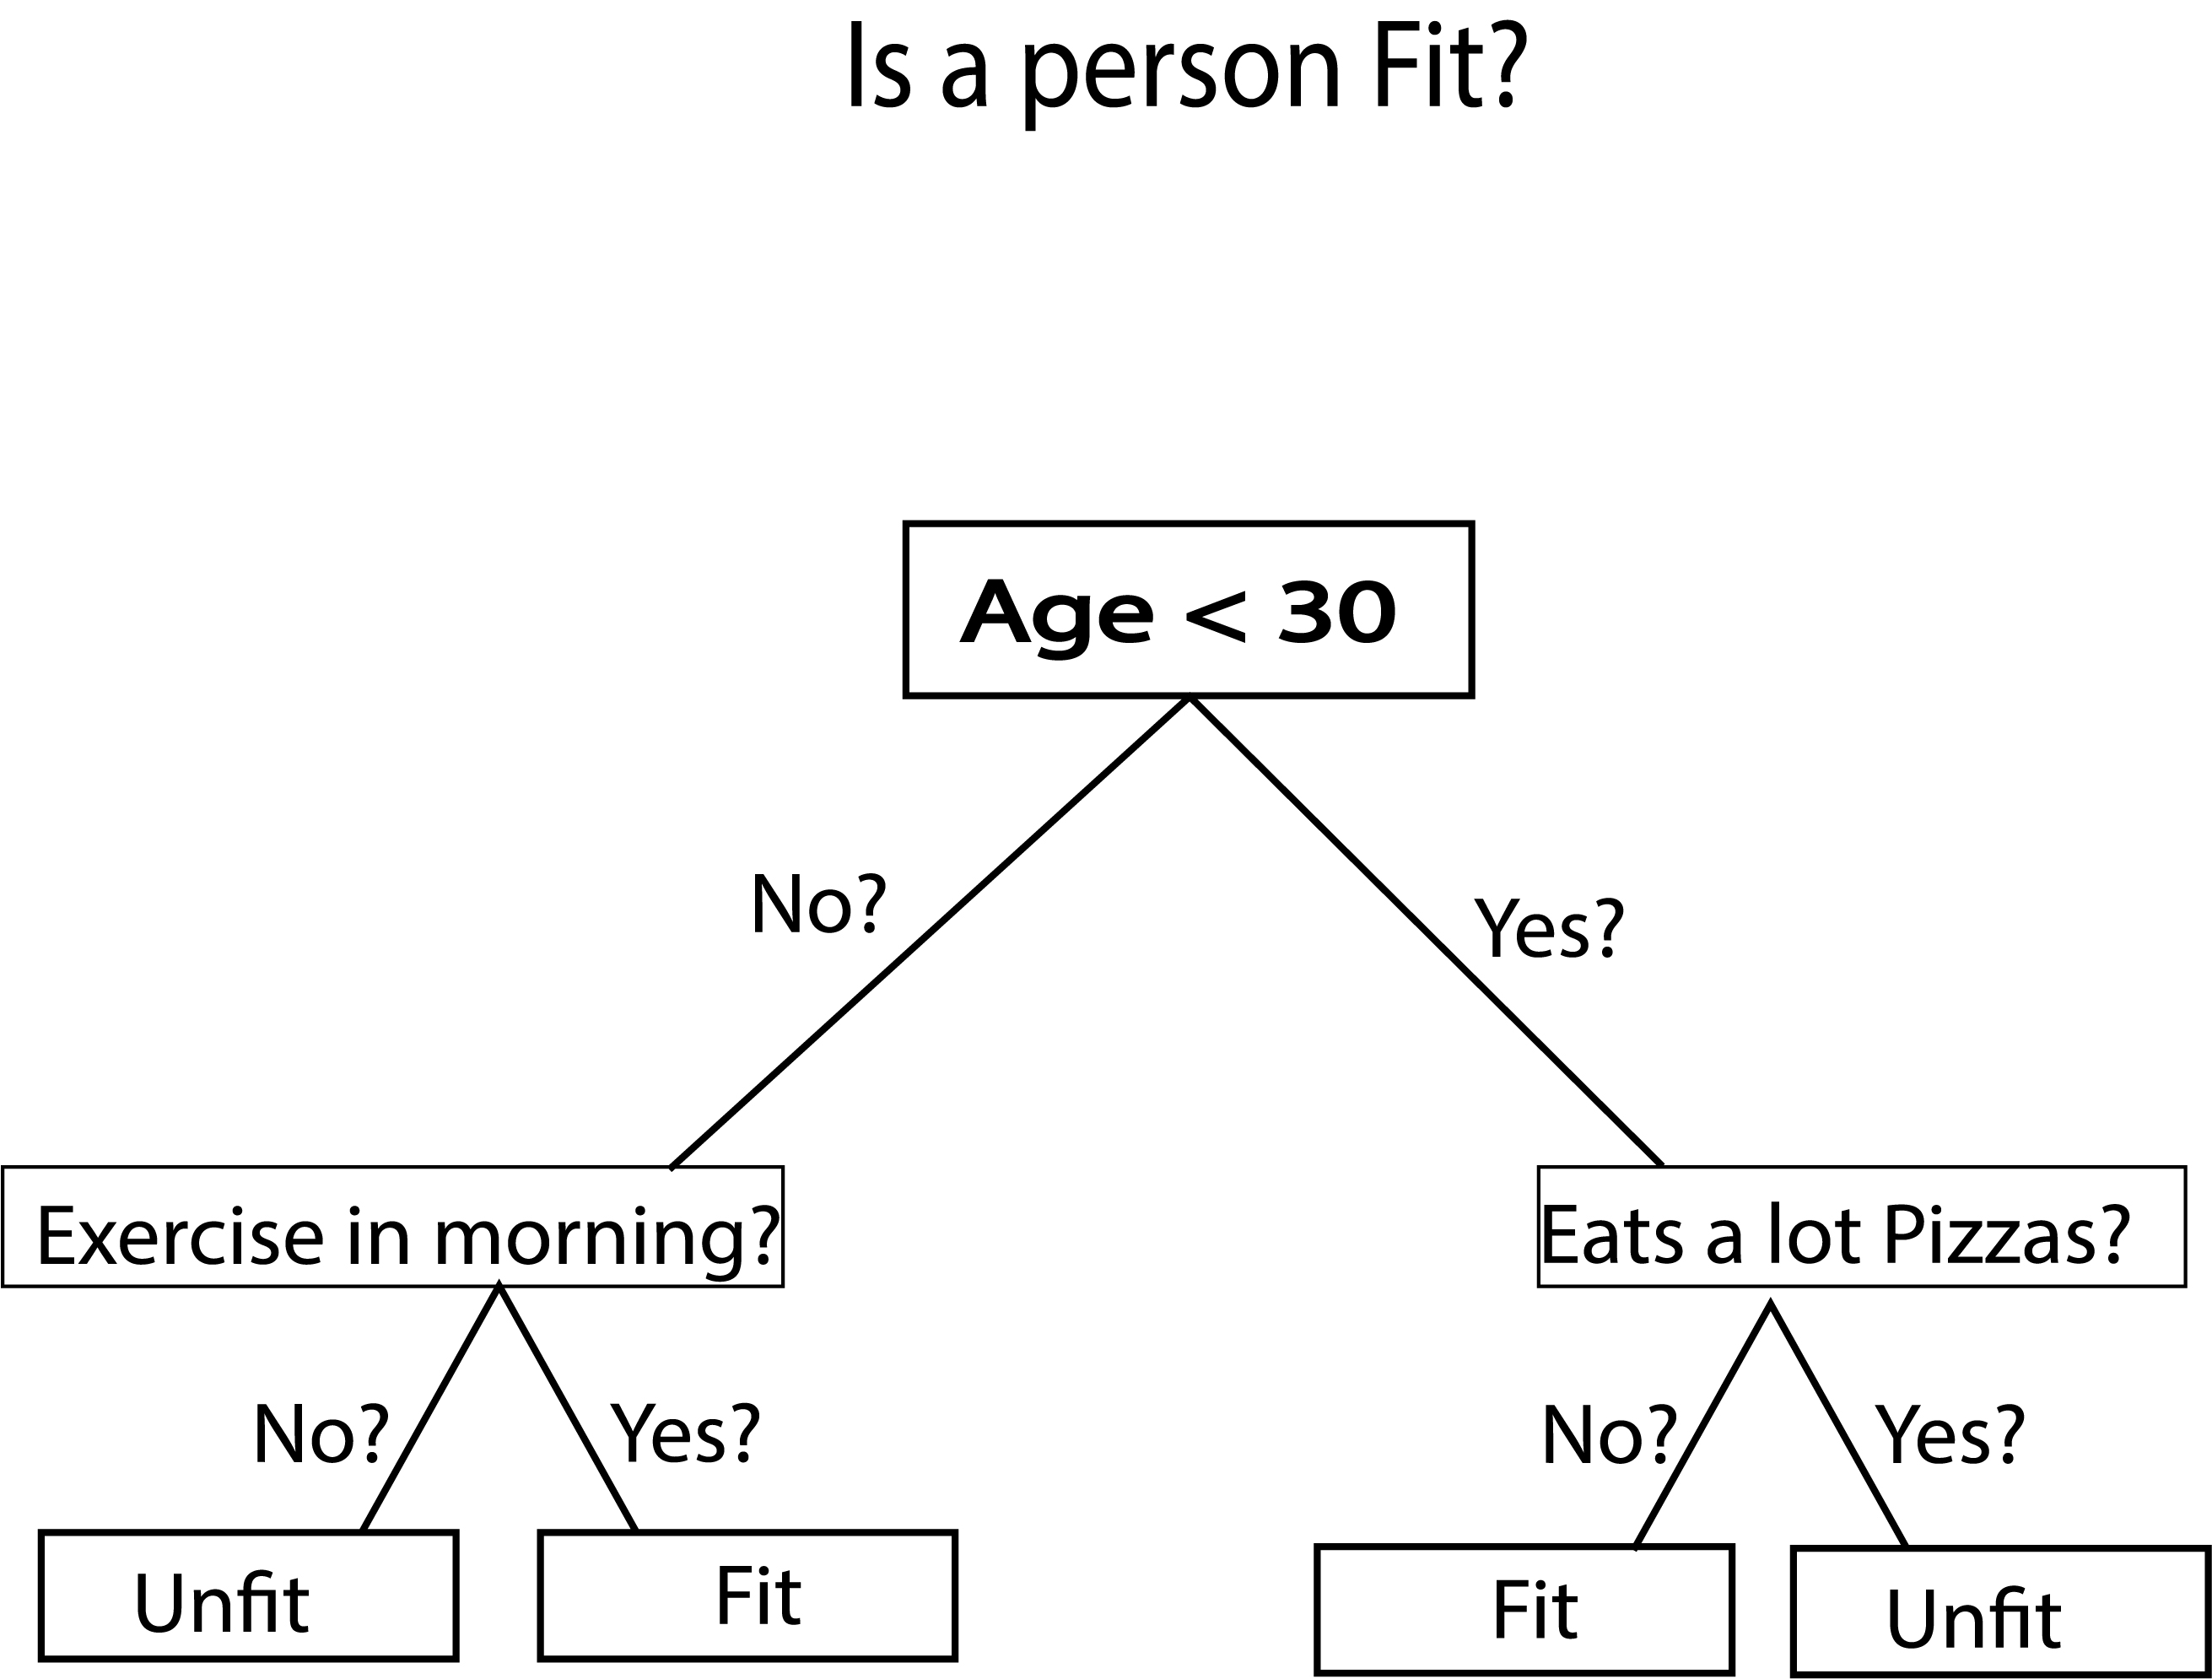 Is a person Fit?
Age < 30
No?
Yes?
Exercise in morning?
Eats a lot Pizzas?
No?
Yes?
No?
Yes?
Unfit
Fit
Fit
Unfit